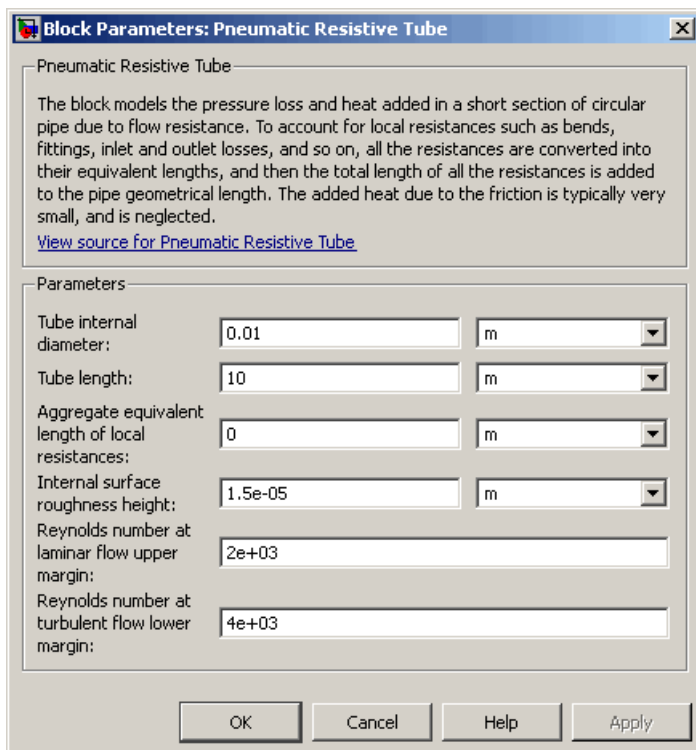 Block Parameters: Pneumatic Resistive Tube
Pneumatic Resistive Tube
The block models the pressure loss and heat added in a short section of circular
pipe due to flow resistance. To account for local resistances such as bends,
fittings, inlet and outlet losses, and so on, all the resistances are converted into
their equivalent lengths, and then the total length of all the resistances is added
to the pipe geometrical length. The added heat due to the friction is typically very
small, and is neglected.
View source for Pneumatic Resistive Tube
Parameters
Tube internal
diameter:
0.01 m
Tube length: 10 m
Aggregate equivalent
length of local
resistances:
0 m
Internal surface
roughness height:
1.5e-05 m
Reynolds number at
laminar flow upper
margin:
2e+03
Reynolds number at
turbulent flow lower
margin:
4e+03
OK Cancel Help Apply